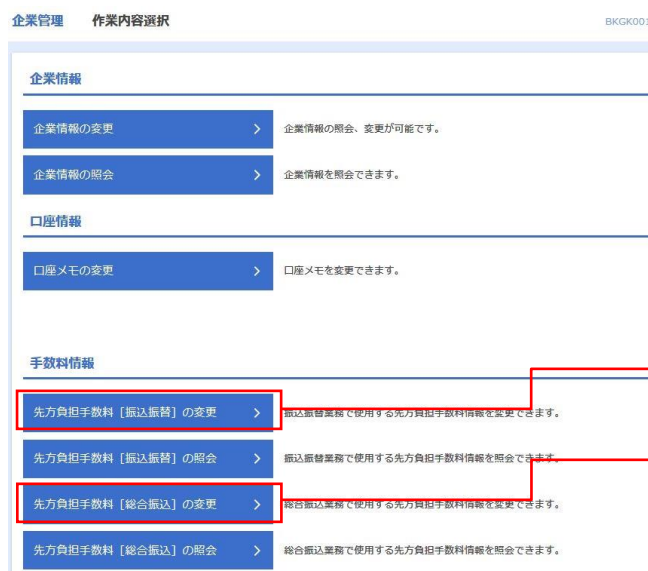 企業管理 作業内容選択 BKGK001
企業情報
企業情報の変更 企業情報の照会、変更が可能です。
企業情報の照会 企業情報を照会できます。
口座情報
口座メモの変更 口座メモを変更できます。
手数料情報
先方負担手数料［振込振替］の変更 振込振替業務で使用する先方負担手数料情報を変更できます。
先方負担手数料［振込振替］の照会 振込振替業務で使用する先方負担手数料情報を照会できます。
先方負担手数料［総合振込］の変更 総合振込業務で使用する先方負担手数料情報を変更できます。
先方負担手数料［総合振込］の照会 総合振込業務で使用する先方負担手数料情報を照会できます。